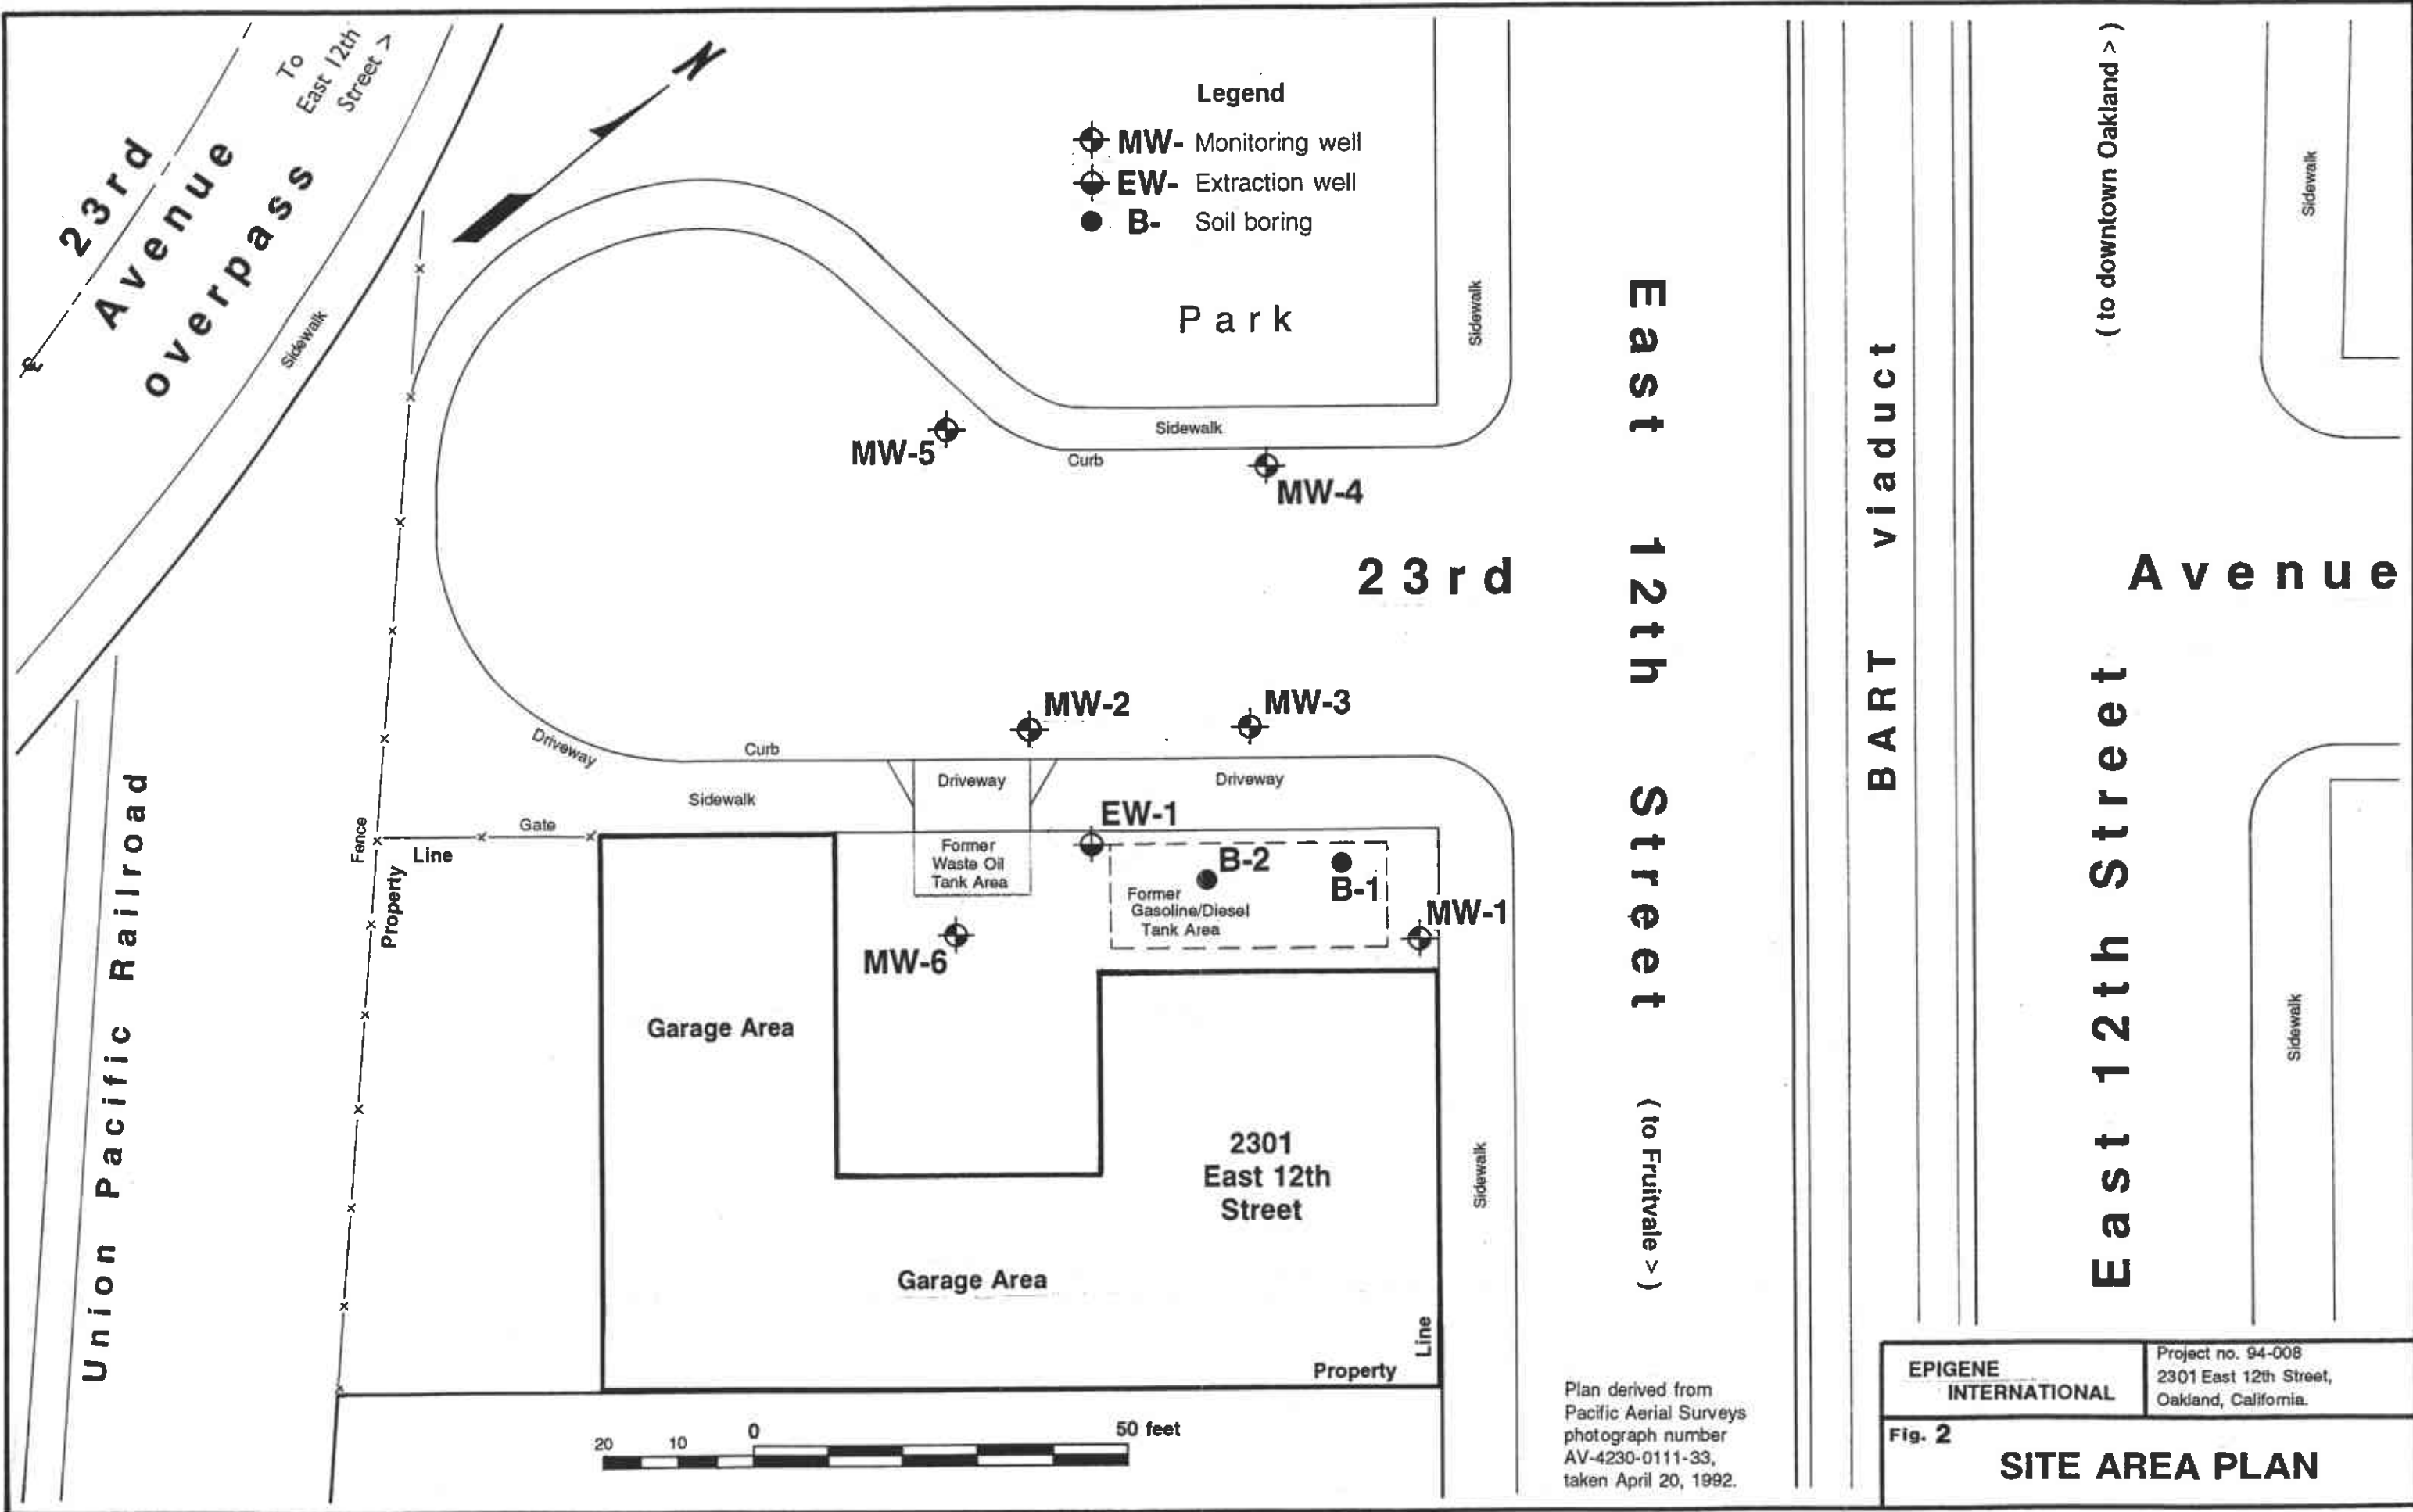 To
East 12th
Street >
23rd
Avenue
overpass
Sidewalk
N
Legend
MW- Monitoring well
EW- Extraction well
B- Soil boring
Park
Sidewalk
Sidewalk
Curb
MW-5
MW-4
23rd
Avenue
East 12th Street
(to Fruitvale >)
BART viaduct
(to downtown Oakland >)
East 12th Street
Sidewalk
Sidewalk
Sidewalk
MW-2
MW-3
Driveway
Curb
Driveway
Driveway
Sidewalk
EW-1
Gate
Fence
Line
Property
Former
Waste Oil
Tank Area
B-2
B-1
Former
Gasoline/Diesel
Tank Area
MW-1
MW-6
Union Pacific Railroad
Garage Area
2301
East 12th
Street
Garage Area
Line
Property
20 10 0 50 feet
Plan derived from
Pacific Aerial Surveys
photograph number
AV-4230-0111-33,
taken April 20, 1992.
EPIGENE
INTERNATIONAL
Project no. 94-008
2301 East 12th Street,
Oakland, California.
Fig. 2
SITE AREA PLAN